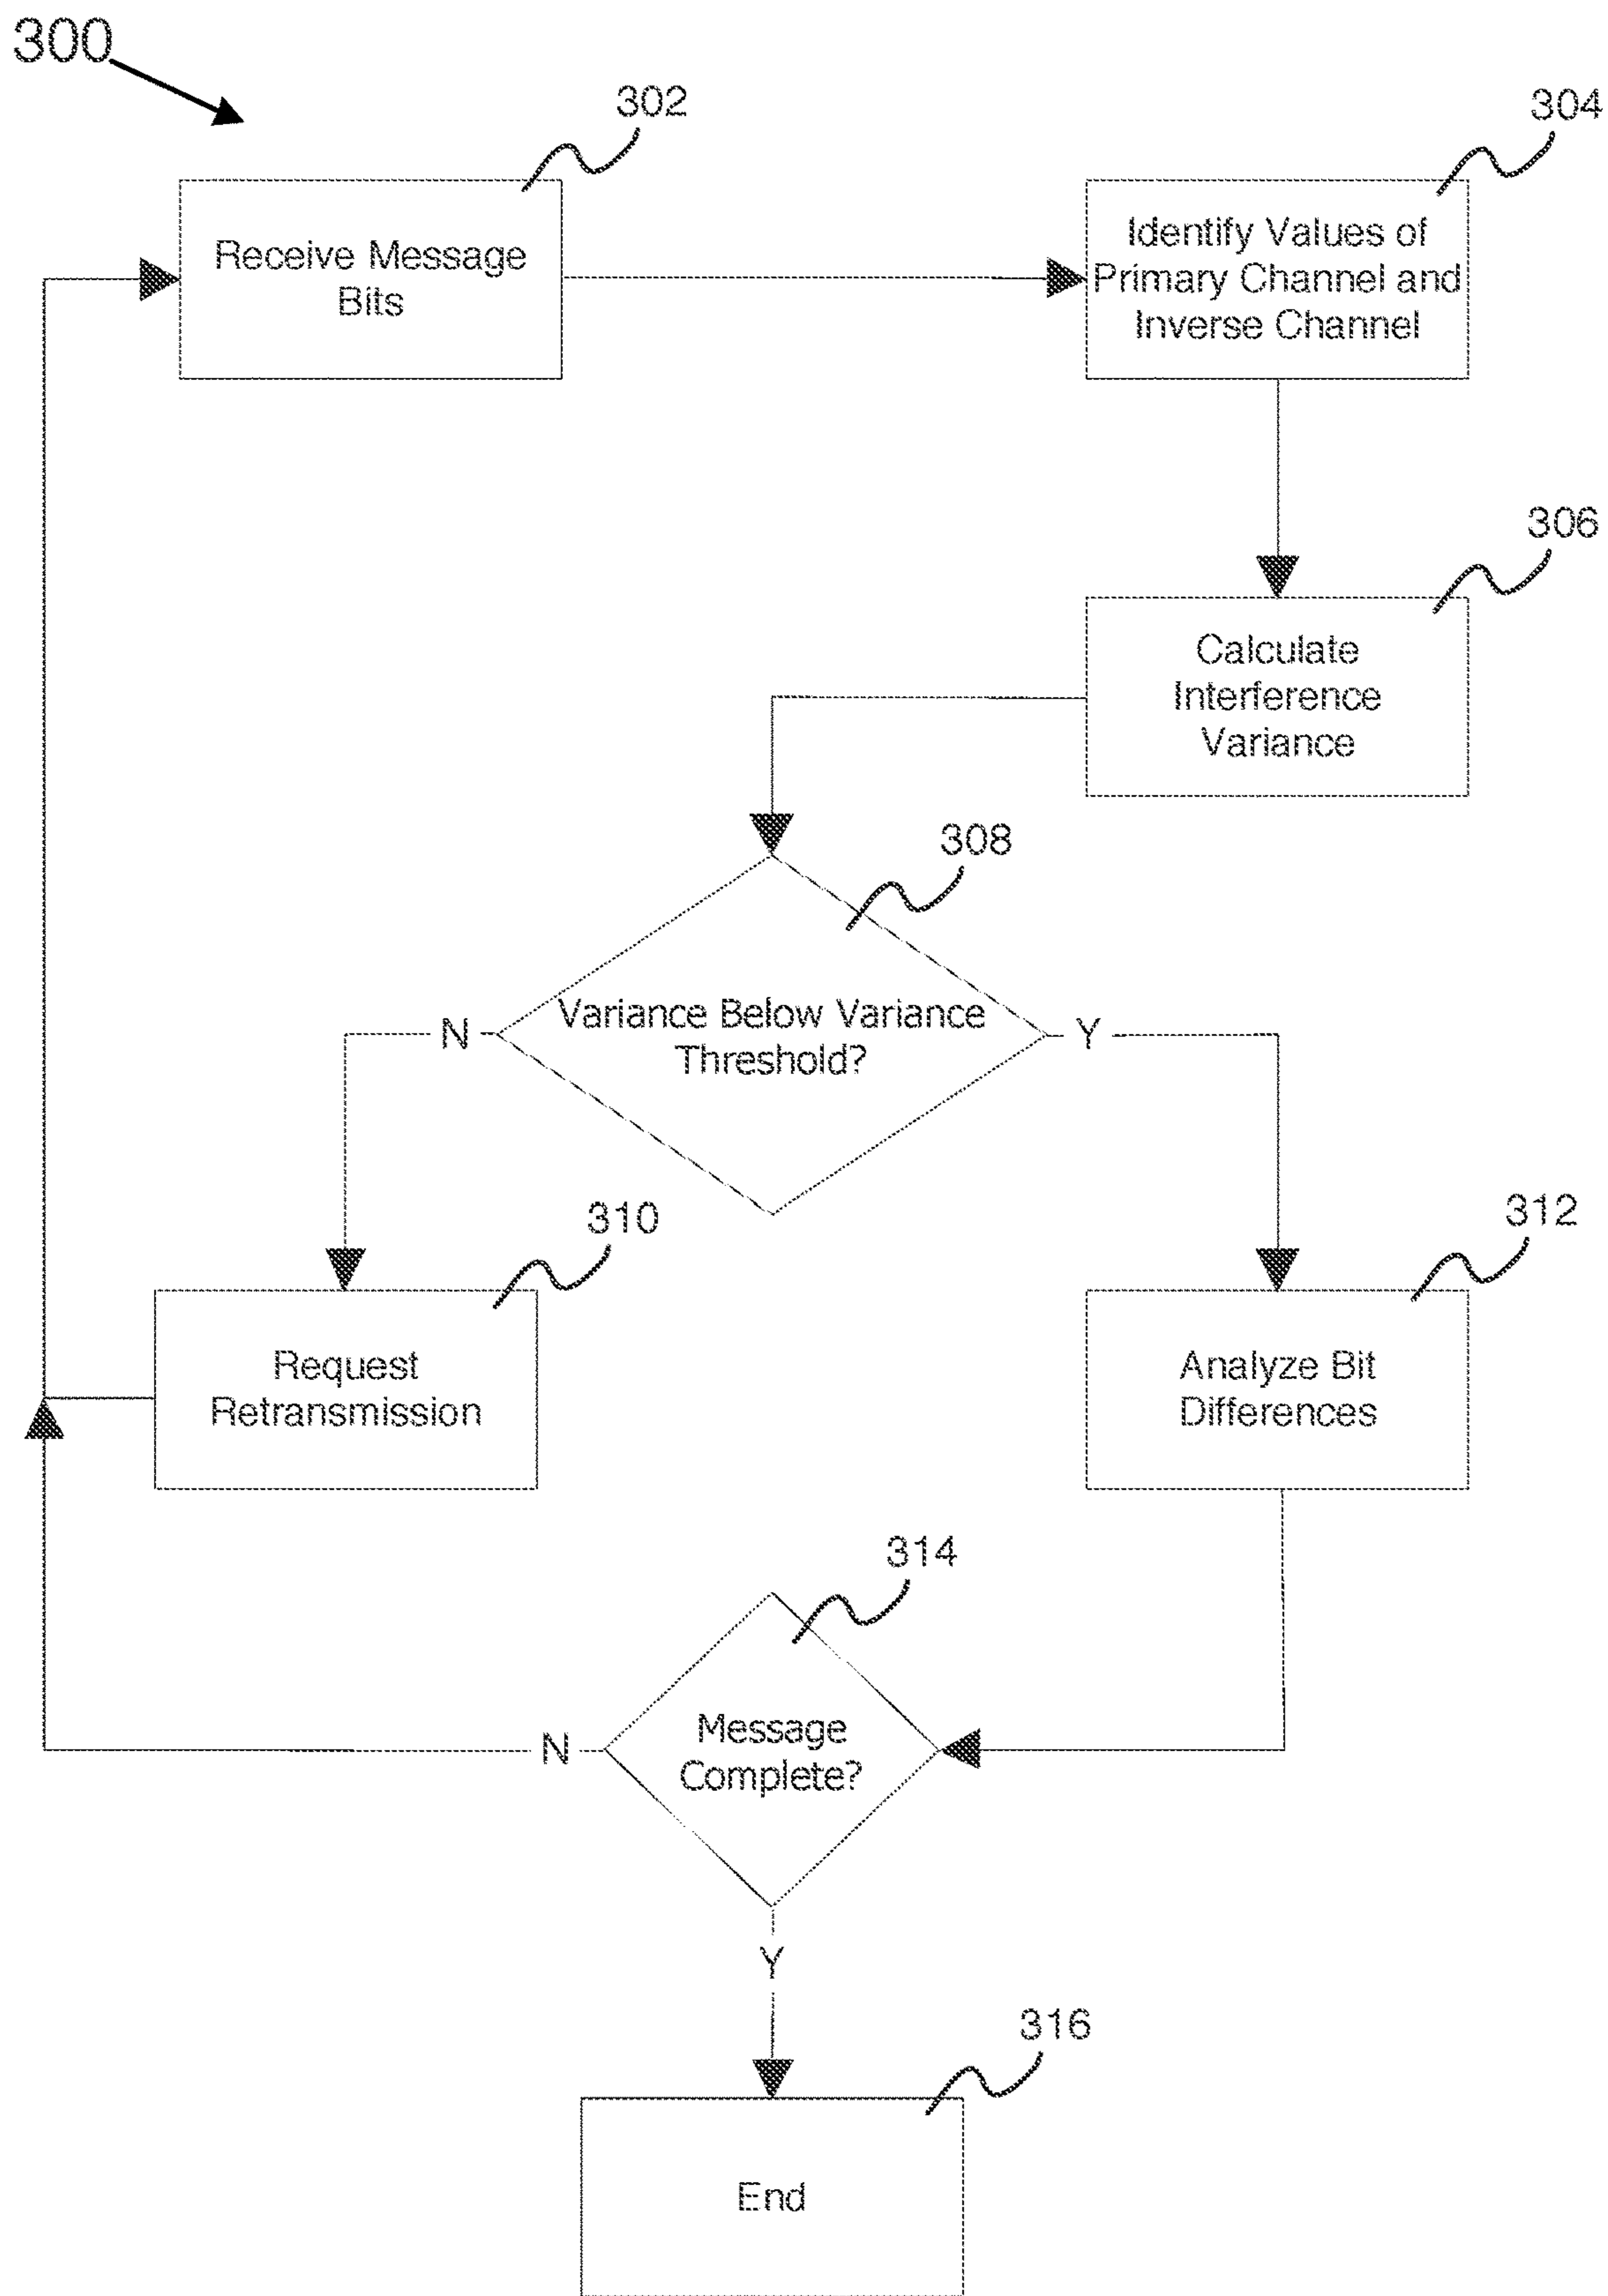 300
302
304
Receive Message
Bits
Identify Values of
Primary Channel and
Inverse Channel
306
Calculate
Interference
Variance
308
Variance Below Variance
Threshold?
N
Y
310
312
Request
Retransmission
Analyze Bit
Differences
314
Message
Complete?
N
Y
316
End